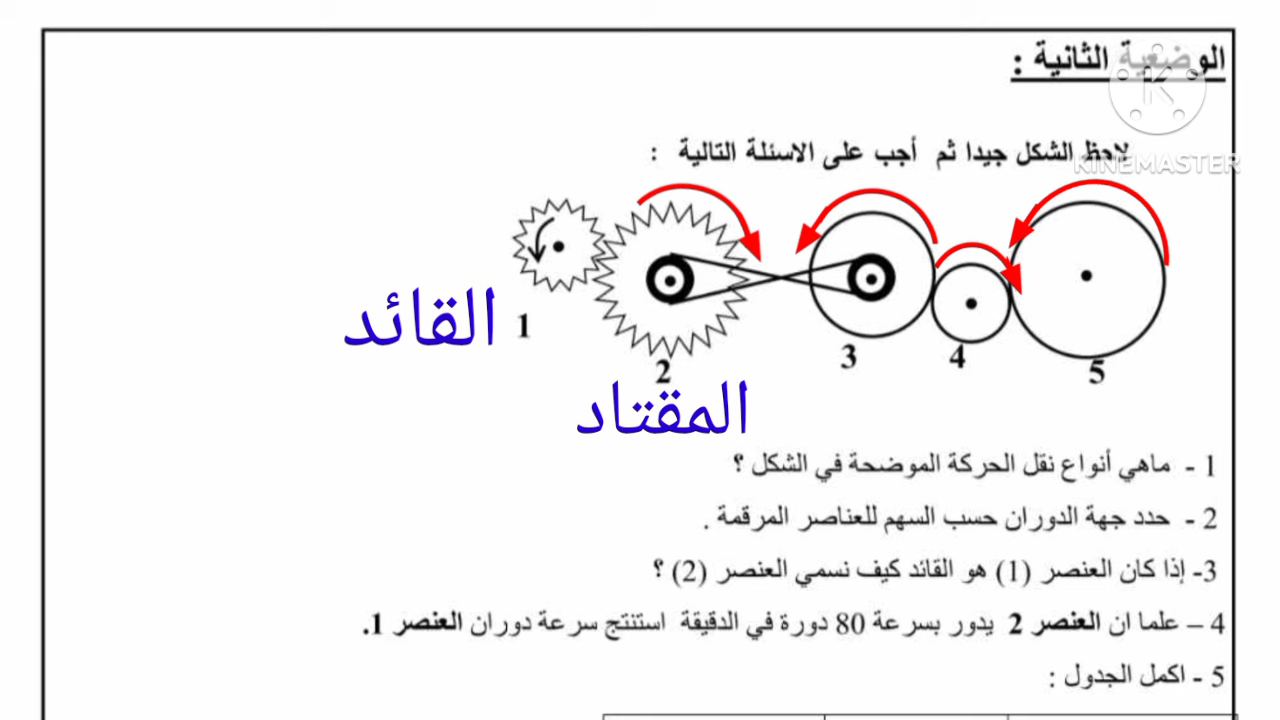 الوضعية الثانية :
KINEMASTER
لاحظ الشكل جيدا ثم أجب على الاسئلة التالية :
القائد
1
2
3
4
5
المقتاد
1 - ماهي أنواع نقل الحركة الموضحة في الشكل ؟
2 - حدد جهة الدوران حسب السهم للعناصر المرقمة .
3- إذا كان العنصر (1) هو القائد كيف نسمي العنصر (2) ؟
4 – علما ان العنصر 2 يدور بسرعة 80 دورة في الدقيقة استنتج سرعة دوران العنصر 1.
5 - اكمل الجدول :